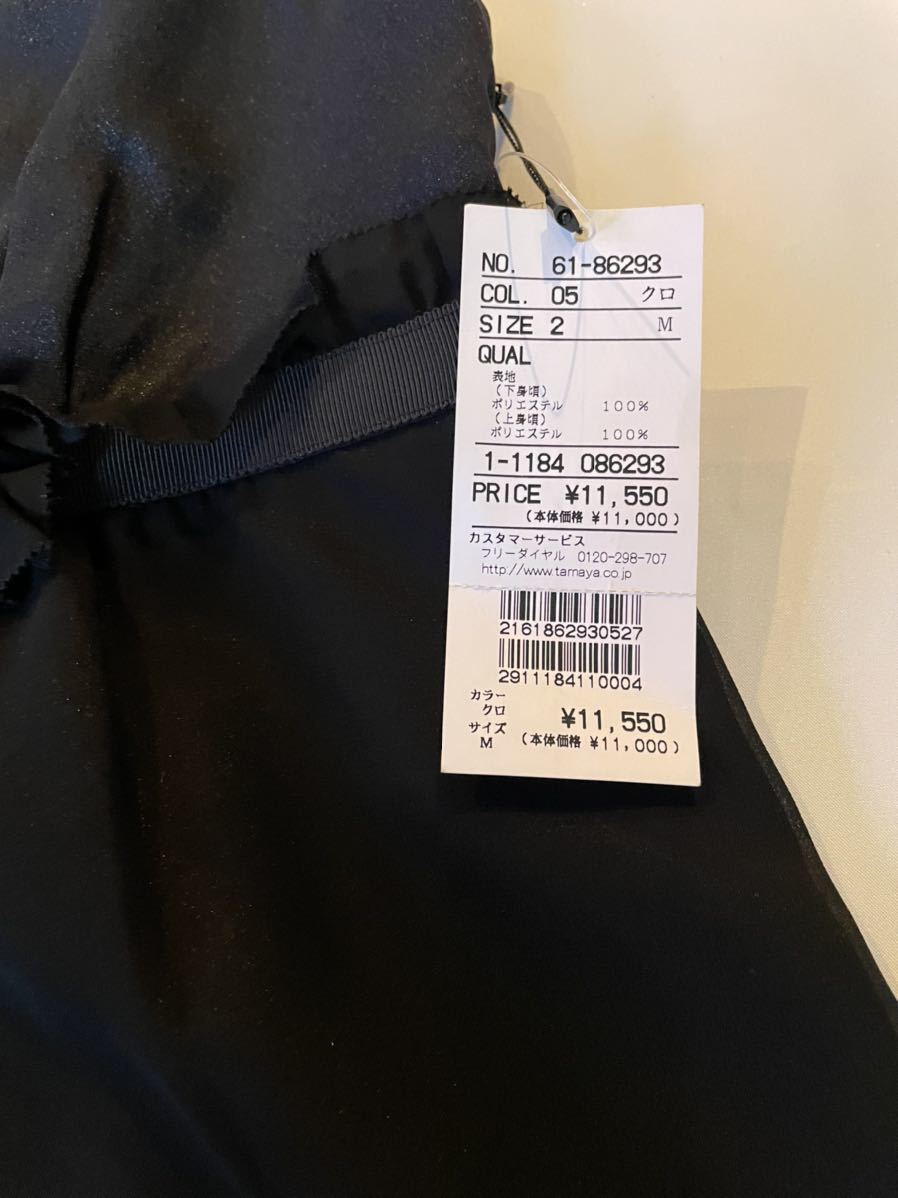 NO. 61-86293
COL. 05 クロ
SIZE 2 M
QUAL
表地
(下身頃)
ポリエステル 100%
(上身頃)
ポリエステル 100%
1-1184 086293
PRICE ¥11,550
(本体価格 ¥11,000)
カスタマーサービス
フリーダイヤル 0120-298-707
http://www.tamaya.co.jp
2161862930527
2911184110004
カラー
クロ
サイズ
M
¥11,550
(本体価格 ¥11,000)